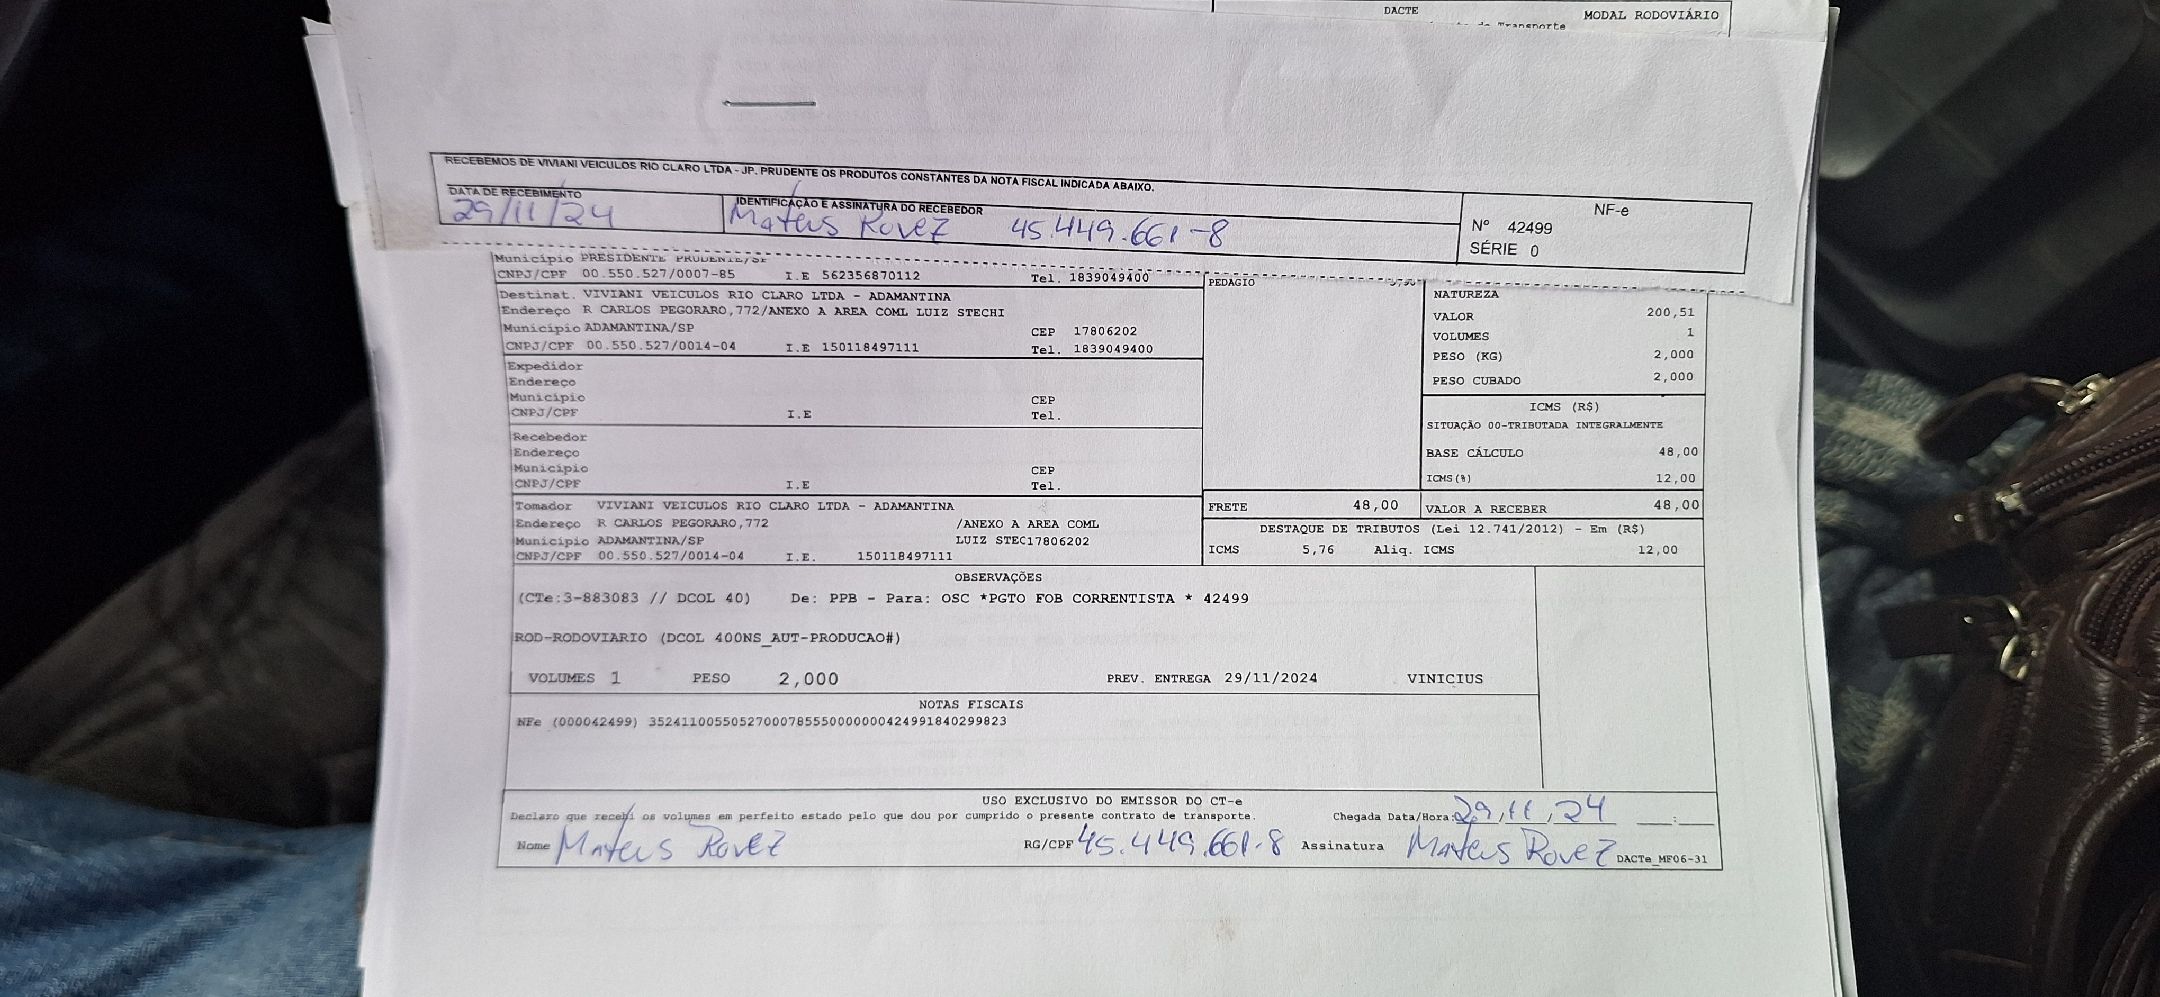 DACTE
MODAL RODOVIÁRIO
de Transporte
RECEBEMOS DE VIVIANI VEICULOS RIO CLARO LTDA - JP. PRUDENTE OS PRODUTOS CONSTANTES DA NOTA FISCAL INDICADA ABAIXO.
DATA DE RECEBIMENTO
29/11/24
IDENTIFICAÇÃO E ASSINATURA DO RECEBEDOR
Mateus Rovez 45.449.661-8
NF-e
Nº 42499
SÉRIE 0
Município PRESIDENTE PRUDENTE/SP
CNPJ/CPF 00.550.527/0007-85 I.E 562356870112 Tel. 1839049400
Destinat. VIVIANI VEICULOS RIO CLARO LTDA - ADAMANTINA
Endereço R CARLOS PEGORARO,772/ANEXO A AREA COML LUIZ STECHI
Município ADAMANTINA/SP CEP 17806202
CNPJ/CPF 00.550.527/0014-04 I.E 150118497111 Tel. 1839049400
Expedidor
Endereço
Município CEP
CNPJ/CPF I.E Tel.
Recebedor
Endereço
Município CEP
CNPJ/CPF I.E Tel.
Tomador VIVIANI VEICULOS RIO CLARO LTDA - ADAMANTINA
Endereço R CARLOS PEGORARO,772 /ANEXO A AREA COML
Município ADAMANTINA/SP LUIZ STEC17806202
CNPJ/CPF 00.550.527/0014-04 I.E. 150118497111
PEDAGIO
NATUREZA
VALOR 200,51
VOLUMES 1
PESO (KG) 2,000
PESO CUBADO 2,000
ICMS (R$)
SITUAÇÃO 00-TRIBUTADA INTEGRALMENTE
BASE CÁLCULO 48,00
ICMS(%) 12,00
FRETE 48,00 VALOR A RECEBER 48,00
DESTAQUE DE TRIBUTOS (Lei 12.741/2012) - Em (R$)
ICMS 5,76 Aliq. ICMS 12,00
OBSERVAÇÕES
(CTe:3-883083 // DCOL 40) De: PPB - Para: OSC *PGTO FOB CORRENTISTA * 42499
ROD-RODOVIARIO (DCOL 400NS_AUT-PRODUCAO#)
VOLUMES 1 PESO 2,000 PREV. ENTREGA 29/11/2024 VINICIUS
NOTAS FISCAIS
NFe (000042499) 35241100550527000785550000000424991840299823
USO EXCLUSIVO DO EMISSOR DO CT-e
Declaro que recebi os volumes em perfeito estado pelo que dou por cumprido o presente contrato de transporte. Chegada Data/Hora: 29/11/24 __:__
Nome Mateus Rovez RG/CPF 45.449.661-8 Assinatura Mateus Rovez DACTe_MF06-31